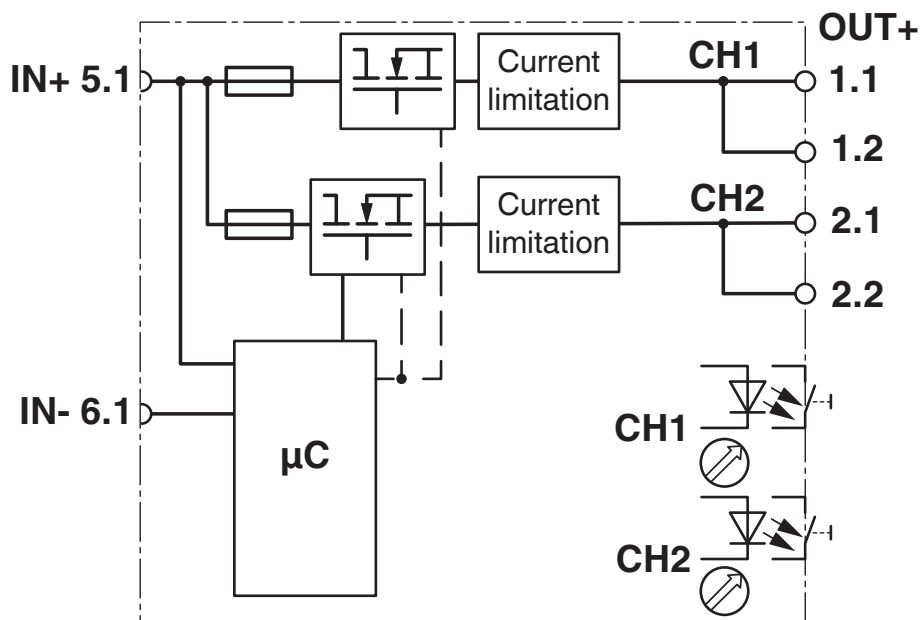 OUT+
IN+ 5.1
Current
limitation
CH1
1.1
1.2
Current
limitation
CH2
2.1
2.2
IN- 6.1
µC
CH1
CH2